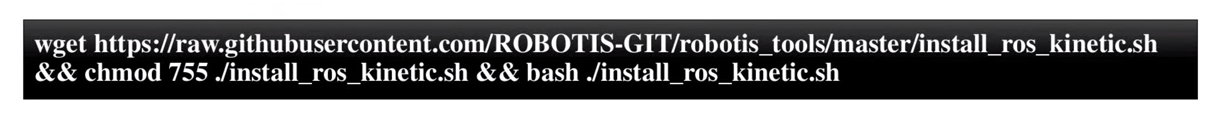 wget https://raw.githubusercontent.com/ROBOTIS-GIT/robotis_tools/master/install_ros_kinetic.sh
&& chmod 755 ./install_ros_kinetic.sh && bash ./install_ros_kinetic.sh